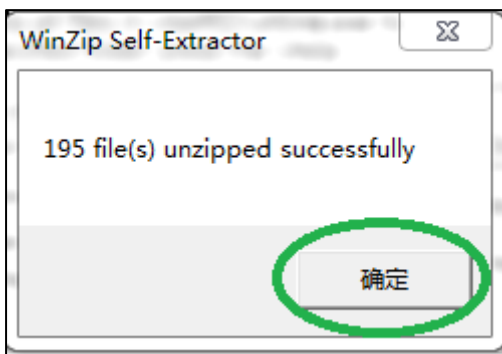 WinZip Self-Extractor
195 file(s) unzipped successfully
确定